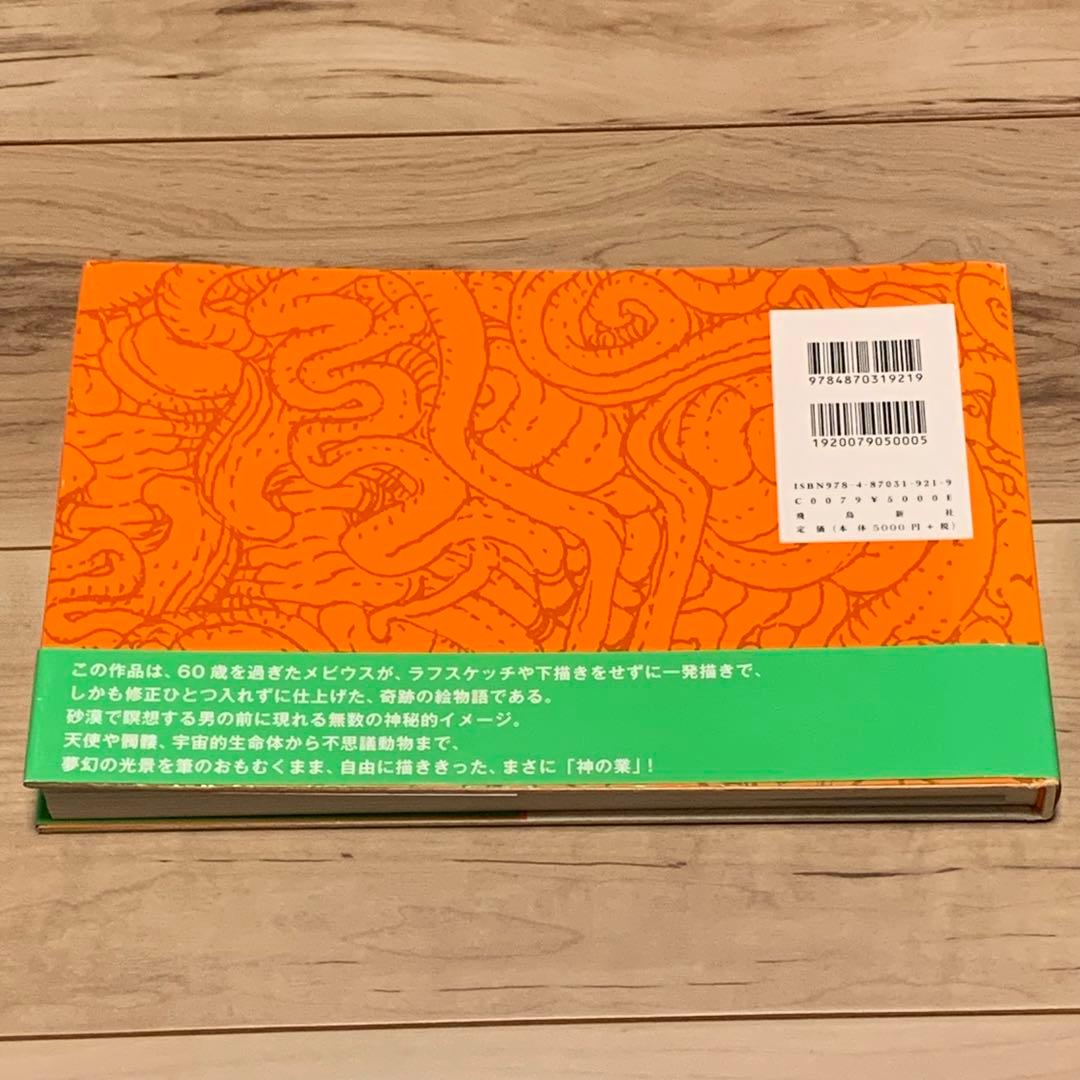 9784870319219
1920079050005
ISBN978-4-87031-921-9
C0079¥5000E
飛鳥新社
定価(本体5000円+税)
この作品は、60歳を過ぎたメビウスが、ラフスケッチや下描きをせずに一発描きで、
しかも修正ひとつ入れずに仕上げた、奇跡の絵物語である。
砂漠で瞑想する男の前に現れる無数の神秘的イメージ。
天使や髑髏、宇宙的生命体から不思議動物まで、
夢幻の光景を筆のおもむくまま、自由に描ききった、まさに「神の業」!